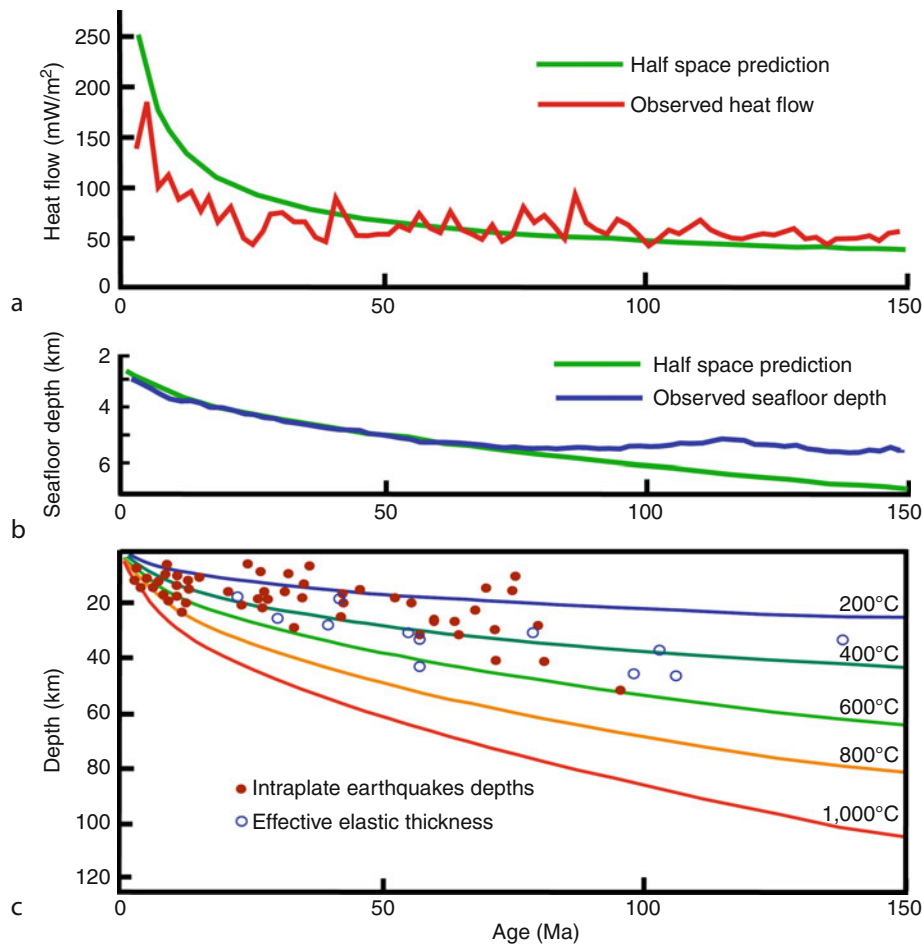 250
200
150
100
50
0
Heat flow (mW/m²)
Half space prediction
Observed heat flow
0
50
100
150
a
2
4
6
Seafloor depth (km)
Half space prediction
Observed seafloor depth
0
50
100
150
b
20
40
60
80
100
120
Depth (km)
200°C
400°C
600°C
800°C
1,000°C
Intraplate earthquakes depths
Effective elastic thickness
0
50
100
150
c
Age (Ma)